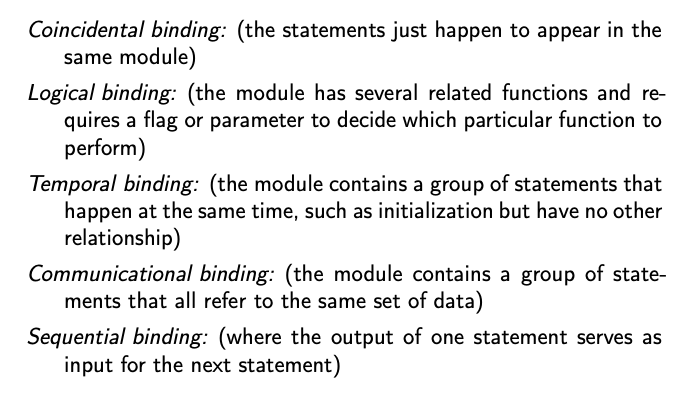 Coincidental binding: (the statements just happen to appear in the
same module)
Logical binding: (the module has several related functions and re-
quires a flag or parameter to decide which particular function to
perform)
Temporal binding: (the module contains a group of statements that
happen at the same time, such as initialization but have no other
relationship)
Communicational binding: (the module contains a group of state-
ments that all refer to the same set of data)
Sequential binding: (where the output of one statement serves as
input for the next statement)